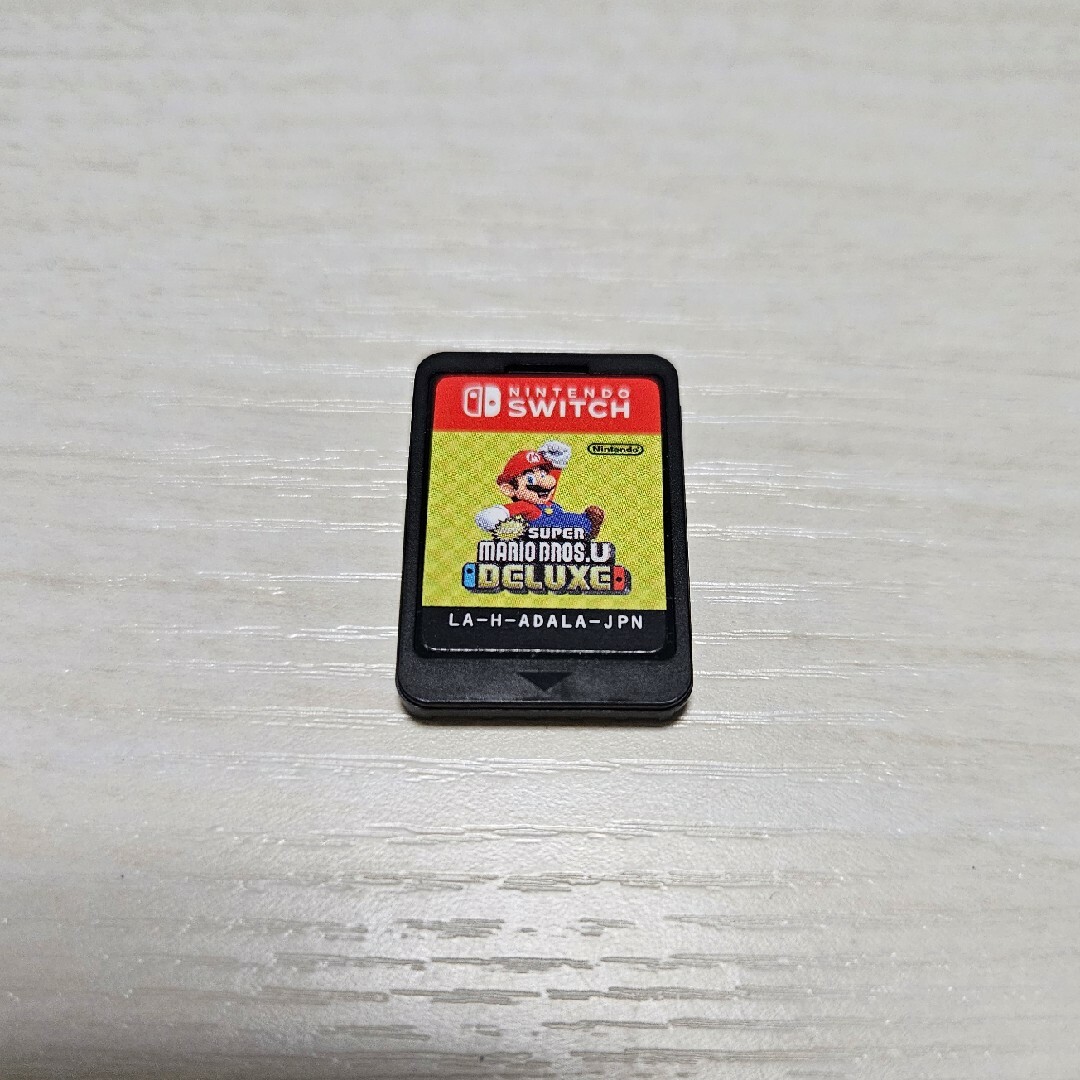 NINTENDO
SWITCH
Nintendo
SUPER
MARIO BROS. U
DELUXE
LA-H-ADALA-JPN